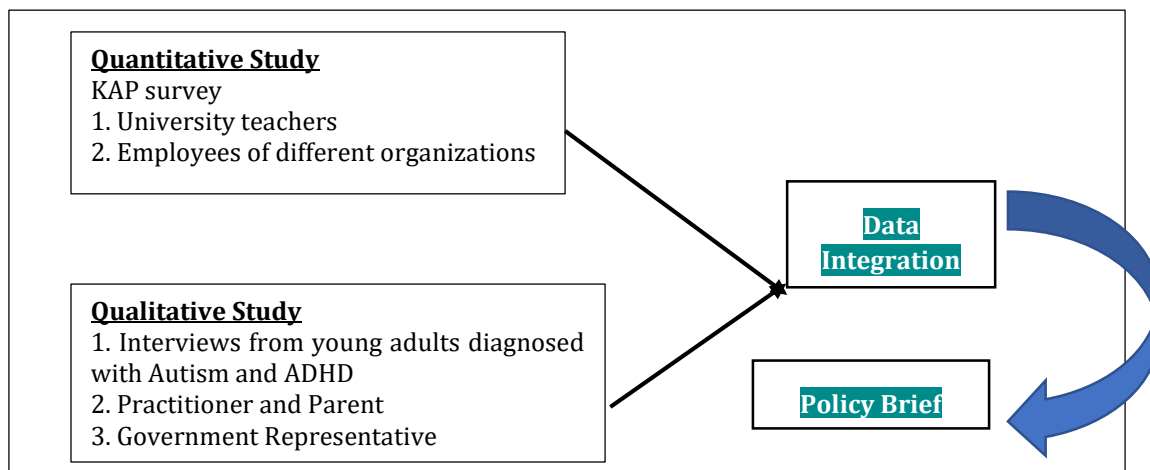 Quantitative Study
KAP survey
1. University teachers
2. Employees of different organizations
Data
Integration
Qualitative Study
1. Interviews from young adults diagnosed
with Autism and ADHD
2. Practitioner and Parent
3. Government Representative
Policy Brief